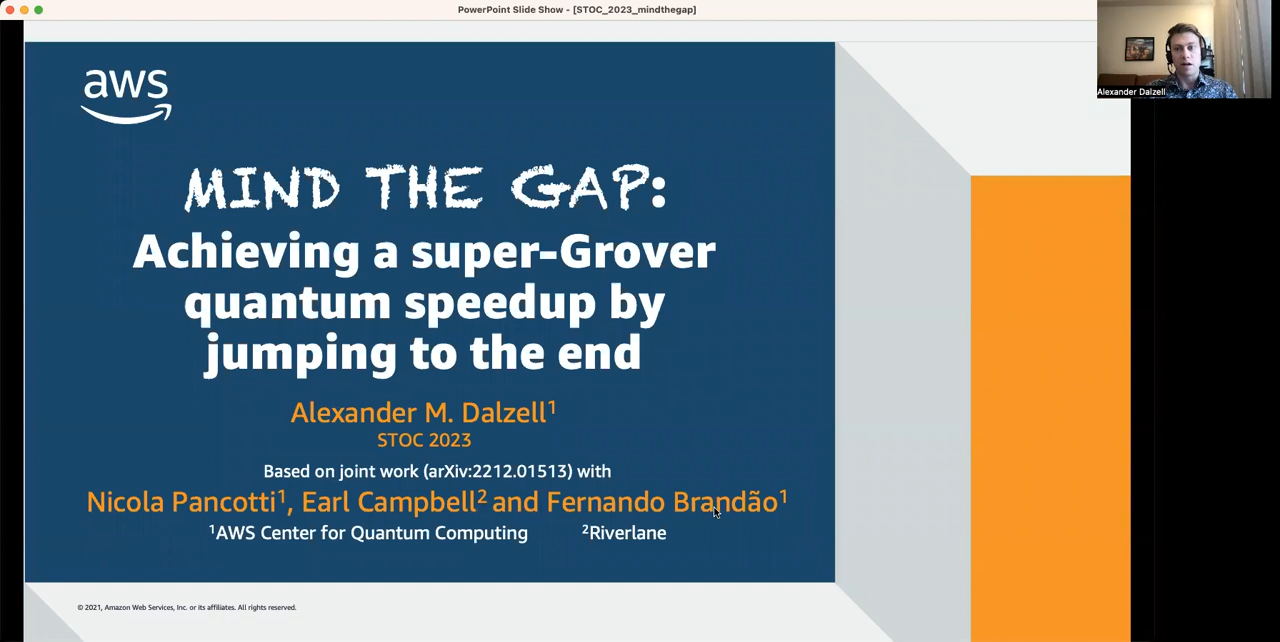 PowerPoint Slide Show - [STOC_2023_mindthegap]
Alexander Dalzell
aws
MIND THE GAP:
Achieving a super-Grover
quantum speedup by
jumping to the end
Alexander M. Dalzell¹
STOC 2023
Based on joint work (arXiv:2212.01513) with
Nicola Pancotti¹, Earl Campbell² and Fernando Brandão¹
¹AWS Center for Quantum Computing ²Riverlane
© 2021, Amazon Web Services, Inc. or its affiliates. All rights reserved.